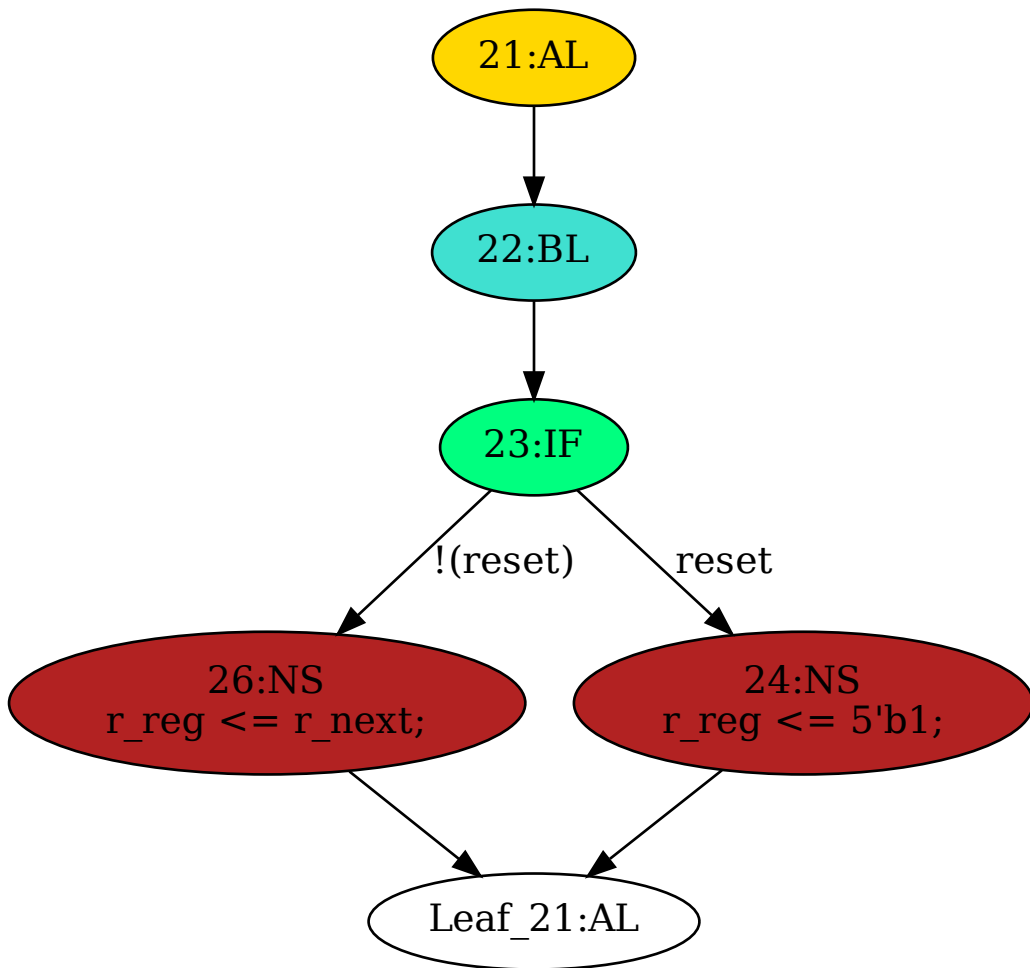 21:AL
22:BL
23:IF
!(reset)
reset
26:NS
r_reg <= r_next;
24:NS
r_reg <= 5'b1;
Leaf_21:AL